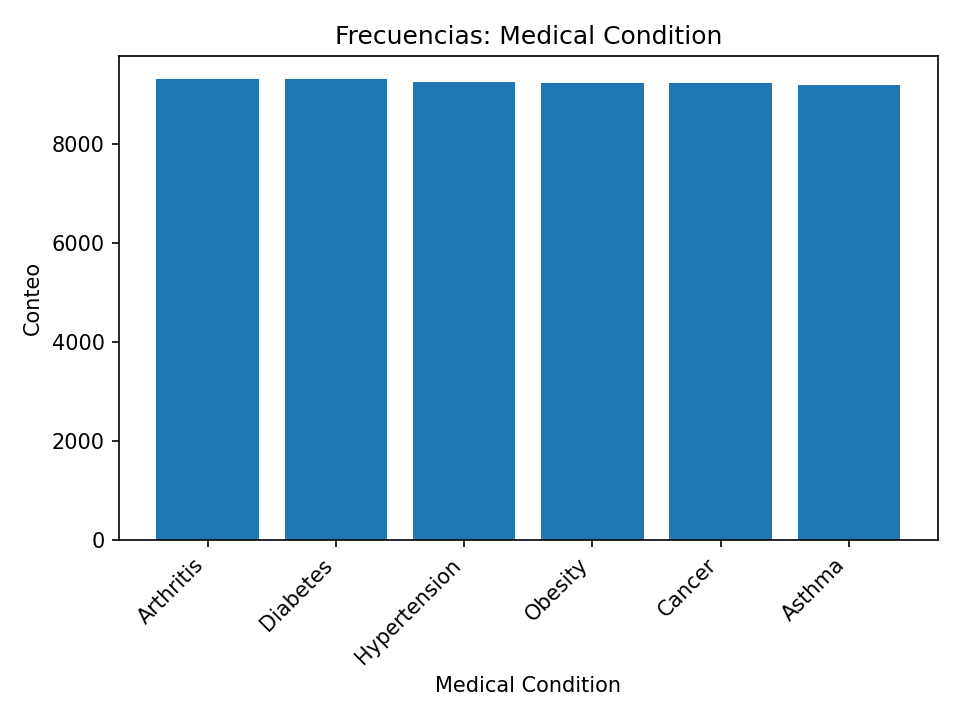 Frecuencias: Medical Condition
Conteo
8000
6000
4000
2000
0
Arthritis
Diabetes
Hypertension
Obesity
Cancer
Asthma
Medical Condition